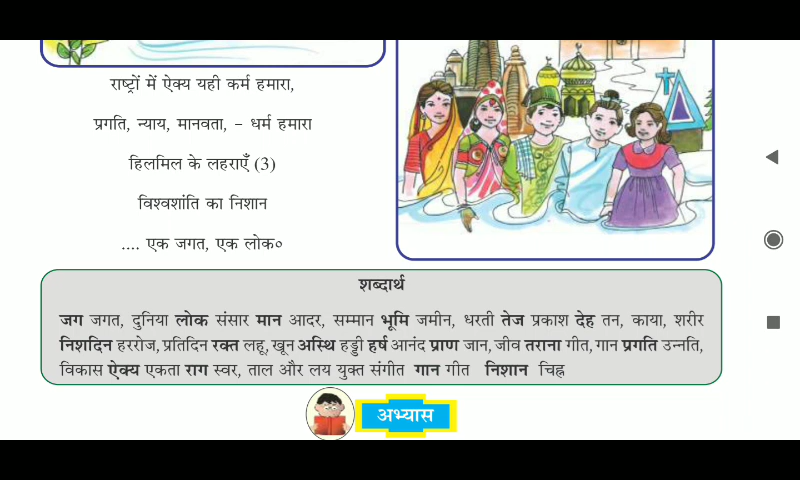 राष्ट्रों में ऐक्य यही कर्म हमारा,
प्रगति, न्याय, मानवता, - धर्म हमारा
हिलमिल के लहराएँ (3)
विश्वशांति का निशान
.... एक जगत, एक लोक०
शब्दार्थ
जग जगत, दुनिया लोक संसार मान आदर, सम्मान भूमि जमीन, धरती तेज प्रकाश देह तन, काया, शरीर
निशदिन हररोज, प्रतिदिन रक्त लहू, खून अस्थि हड्डी हर्ष आनंद प्राण जान, जीव तराना गीत, गान प्रगति उन्नति,
विकास ऐक्य एकता राग स्वर, ताल और लय युक्त संगीत गान गीत निशान चिह्न
अभ्यास